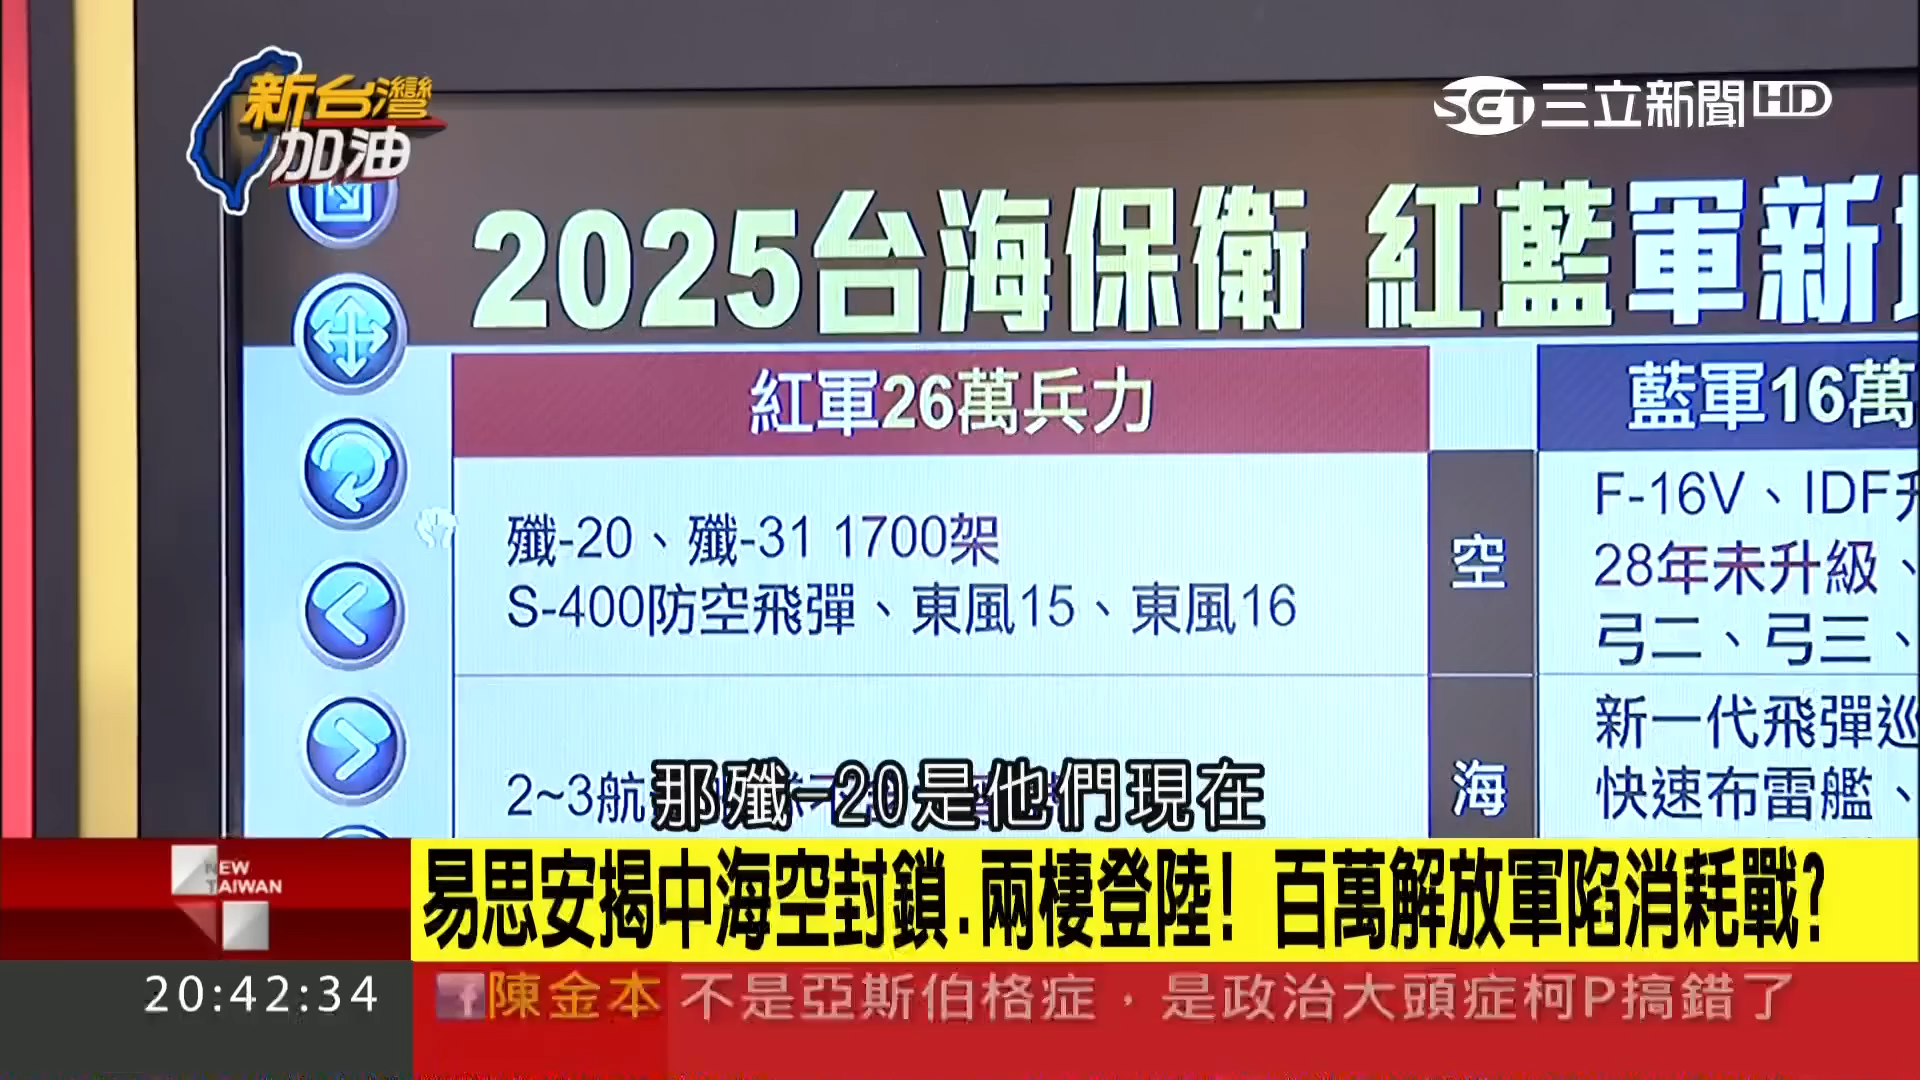 新台灣
加油
SET三立新聞HD
2025台海保衛 紅藍軍新
紅軍26萬兵力
藍軍16萬
殲-20、殲-31 1700架
S-400防空飛彈、東風15、東風16
空
F-16V、IDF升
28年未升級、
弓二、弓三、
2~3航
海
新一代飛彈巡
快速布雷艦、
那殲-20是他們現在
NEW
TAIWAN
易思安揭中海空封鎖.兩棲登陸! 百萬解放軍陷消耗戰?
20:42:34
陳金本 不是亞斯伯格症，是政治大頭症柯P搞錯了